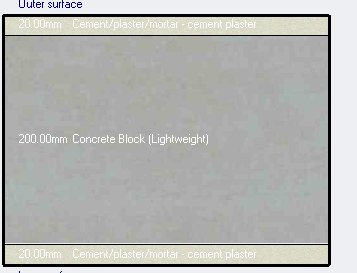 Outer surface
20.00mm Cement/plaster/mortar - cement plaster
200.00mm Concrete Block (Lightweight)
20.00mm Cement/plaster/mortar - cement plaster